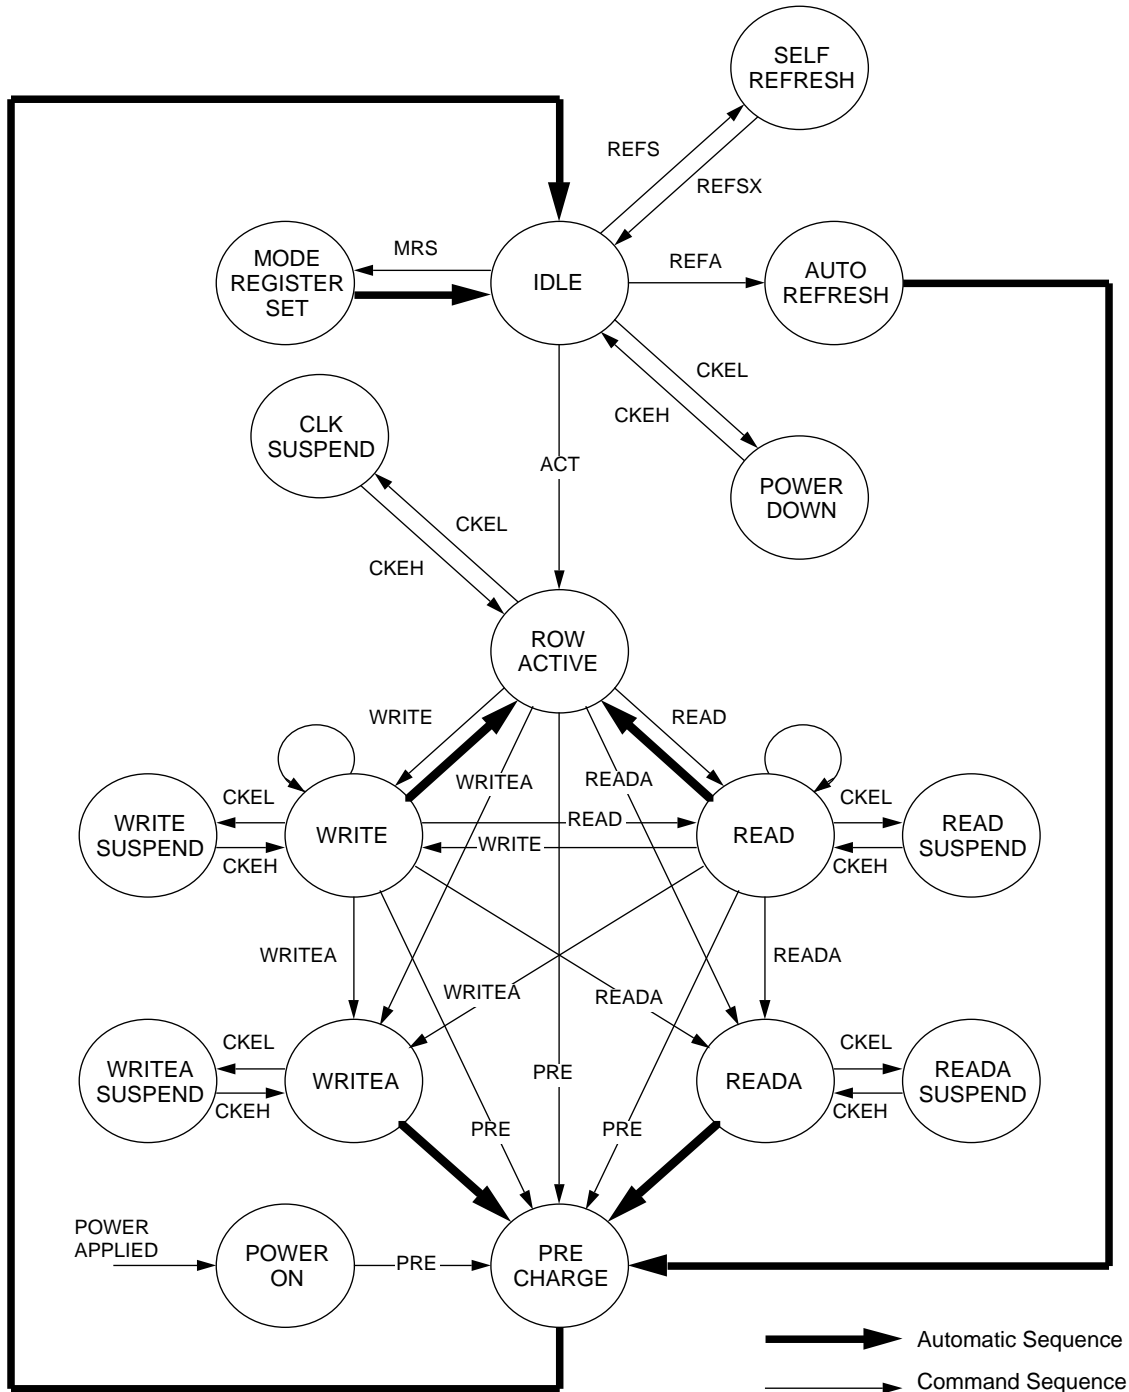 SELF
REFRESH
REFS
REFSX
MODE
REGISTER
SET
MRS
IDLE
REFA
AUTO
REFRESH
CKEL
CKEH
CLK
SUSPEND
POWER
DOWN
ACT
CKEL
CKEH
ROW
ACTIVE
WRITE
READ
WRITEA
READA
CKEL
CKEL
WRITE
SUSPEND
WRITE
READ
WRITE
READ
READ
SUSPEND
CKEH
CKEH
WRITEA
READA
WRITEA
READA
CKEL
CKEL
WRITEA
SUSPEND
WRITEA
PRE
READA
READA
SUSPEND
CKEH
CKEH
PRE
PRE
POWER
APPLIED
POWER
ON
PRE
PRE
CHARGE
Automatic Sequence
Command Sequence